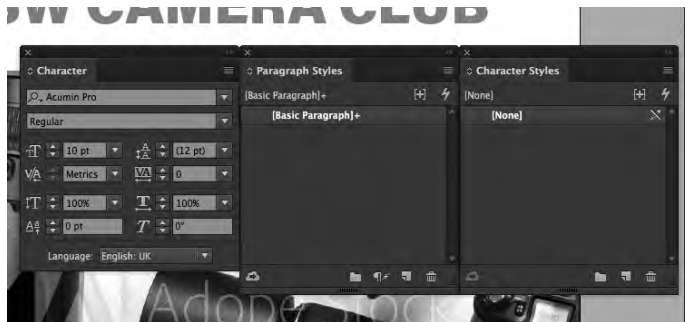 OW CAMERA CLUB
Character
Paragraph Styles
Character Styles
Acumin Pro
[Basic Paragraph]+
[None]
Regular
[Basic Paragraph]+
[None]
10 pt
(12 pt)
Metrics
0
100%
100%
0 pt
0°
Language: English: UK
Adobe Stock